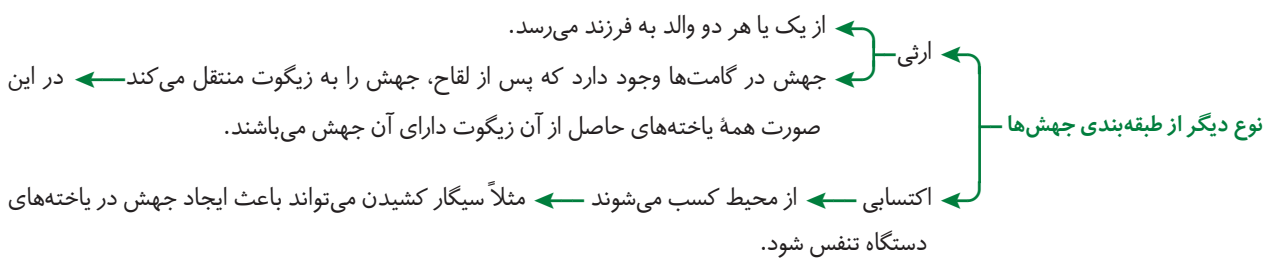 نوع دیگر از طبقه‌بندی جهش‌ها
ارثی
از یک یا هر دو والد به فرزند می‌رسد.
جهش در گامت‌ها وجود دارد که پس از لقاح، جهش را به زیگوت منتقل می‌کند در این
صورت همهٔ یاخته‌های حاصل از آن زیگوت دارای آن جهش می‌باشند.
اکتسابی از محیط کسب می‌شوند مثلاً سیگار کشیدن می‌تواند باعث ایجاد جهش در یاخته‌های
دستگاه تنفس شود.